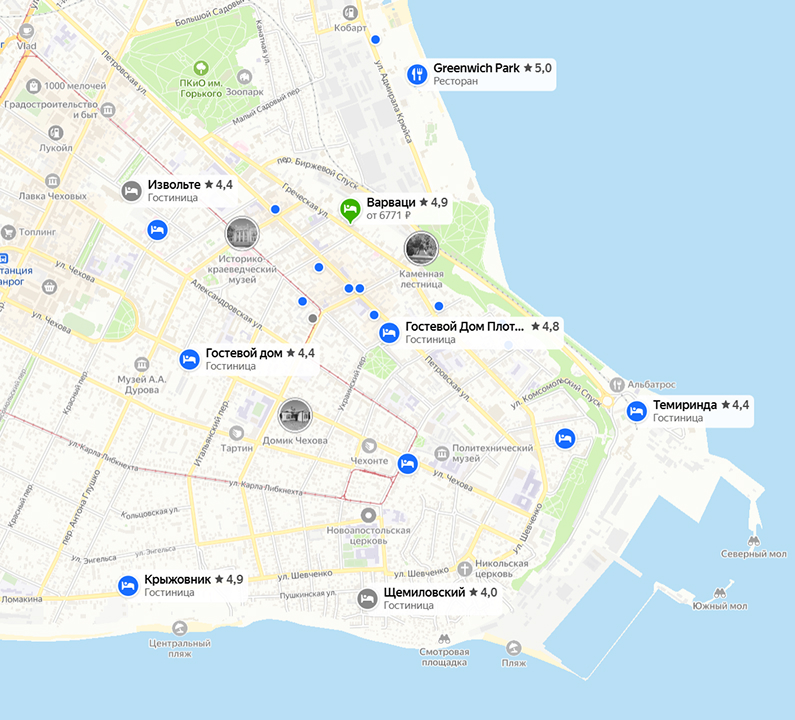 Большой Садовый
Кобарт
Vlad
Greenwich Park ★ 5,0
Ресторан
Петровская ул.
Канатная ул.
ул. Адмирала Крюйса
ПКиО им.
Горького
Зоопарк
1000 мелочей
Градостроительство
и быт
Малый Садовый пер.
Лукойл
пер. Биржевой Спуск
Лавка Чеховых
Извольте ★ 4,4
Гостиница
Греческая ул.
Варваци ★ 4,9
от 6771 ₽
Топлинг
Историко-
краеведческий
музей
Каменная
лестница
ул. Чехова
Александровская ул.
Гостевой Дом Плот... ★ 4,8
Гостиница
Гостевой дом ★ 4,4
Гостиница
Музей А.А.
Дурова
Красный пер.
Украинский пер.
Петровская ул.
ул. Комсомольский Спуск
Альбатрос
Темиринда ★ 4,4
Гостиница
Итальянский пер.
Домик Чехова
Тартин
Чехонте
Политехнический
музей
ул. Чехова
ул. Карла Либкнехта
ул. Карла Либкнехта
Красный пер.
пер. Антона Глушко
Кольцовская ул.
Новоапостольская
церковь
ул. Шевченко
Северный мол
ул. Энгельса
ул. Энгельса
Никольская
церковь
ул. Шевченко
ул. Шевченко
Крыжовник ★ 4,9
Гостиница
Ломакина
Пушкинская ул.
Щемиловский ★ 4,0
Гостиница
Южный мол
Центральный
пляж
Смотровая
площадка
Пляж